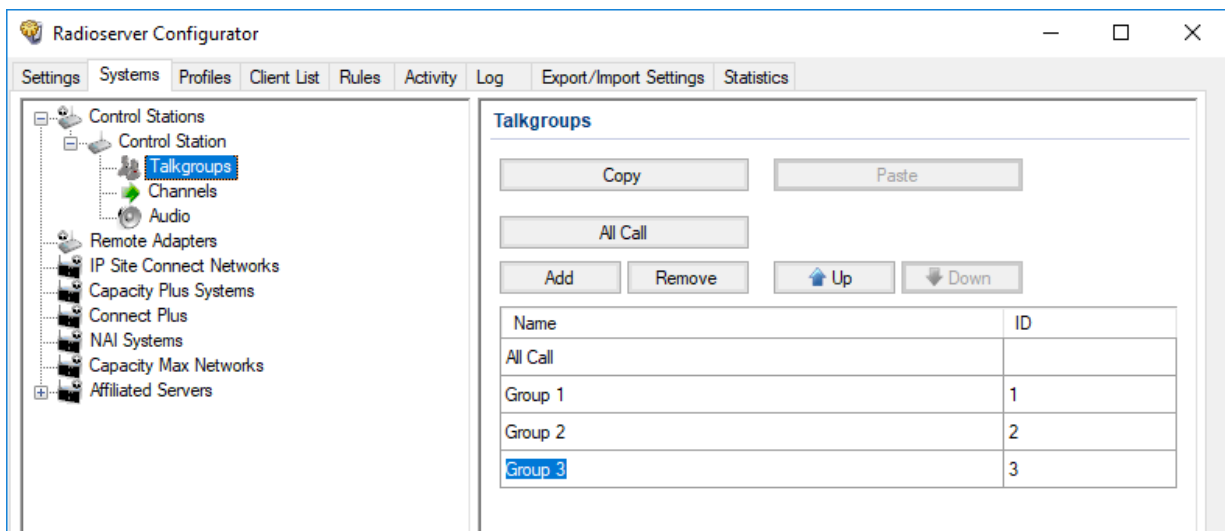 Radioserver Configurator
Settings Systems Profiles Client List Rules Activity Log Export/Import Settings Statistics
Control Stations
Control Station
Talkgroups
Channels
Audio
Remote Adapters
IP Site Connect Networks
Capacity Plus Systems
Connect Plus
NAI Systems
Capacity Max Networks
Affiliated Servers
Talkgroups
Copy Paste
All Call
Add Remove Up Down
Name ID
All Call
Group 1 1
Group 2 2
Group 3 3